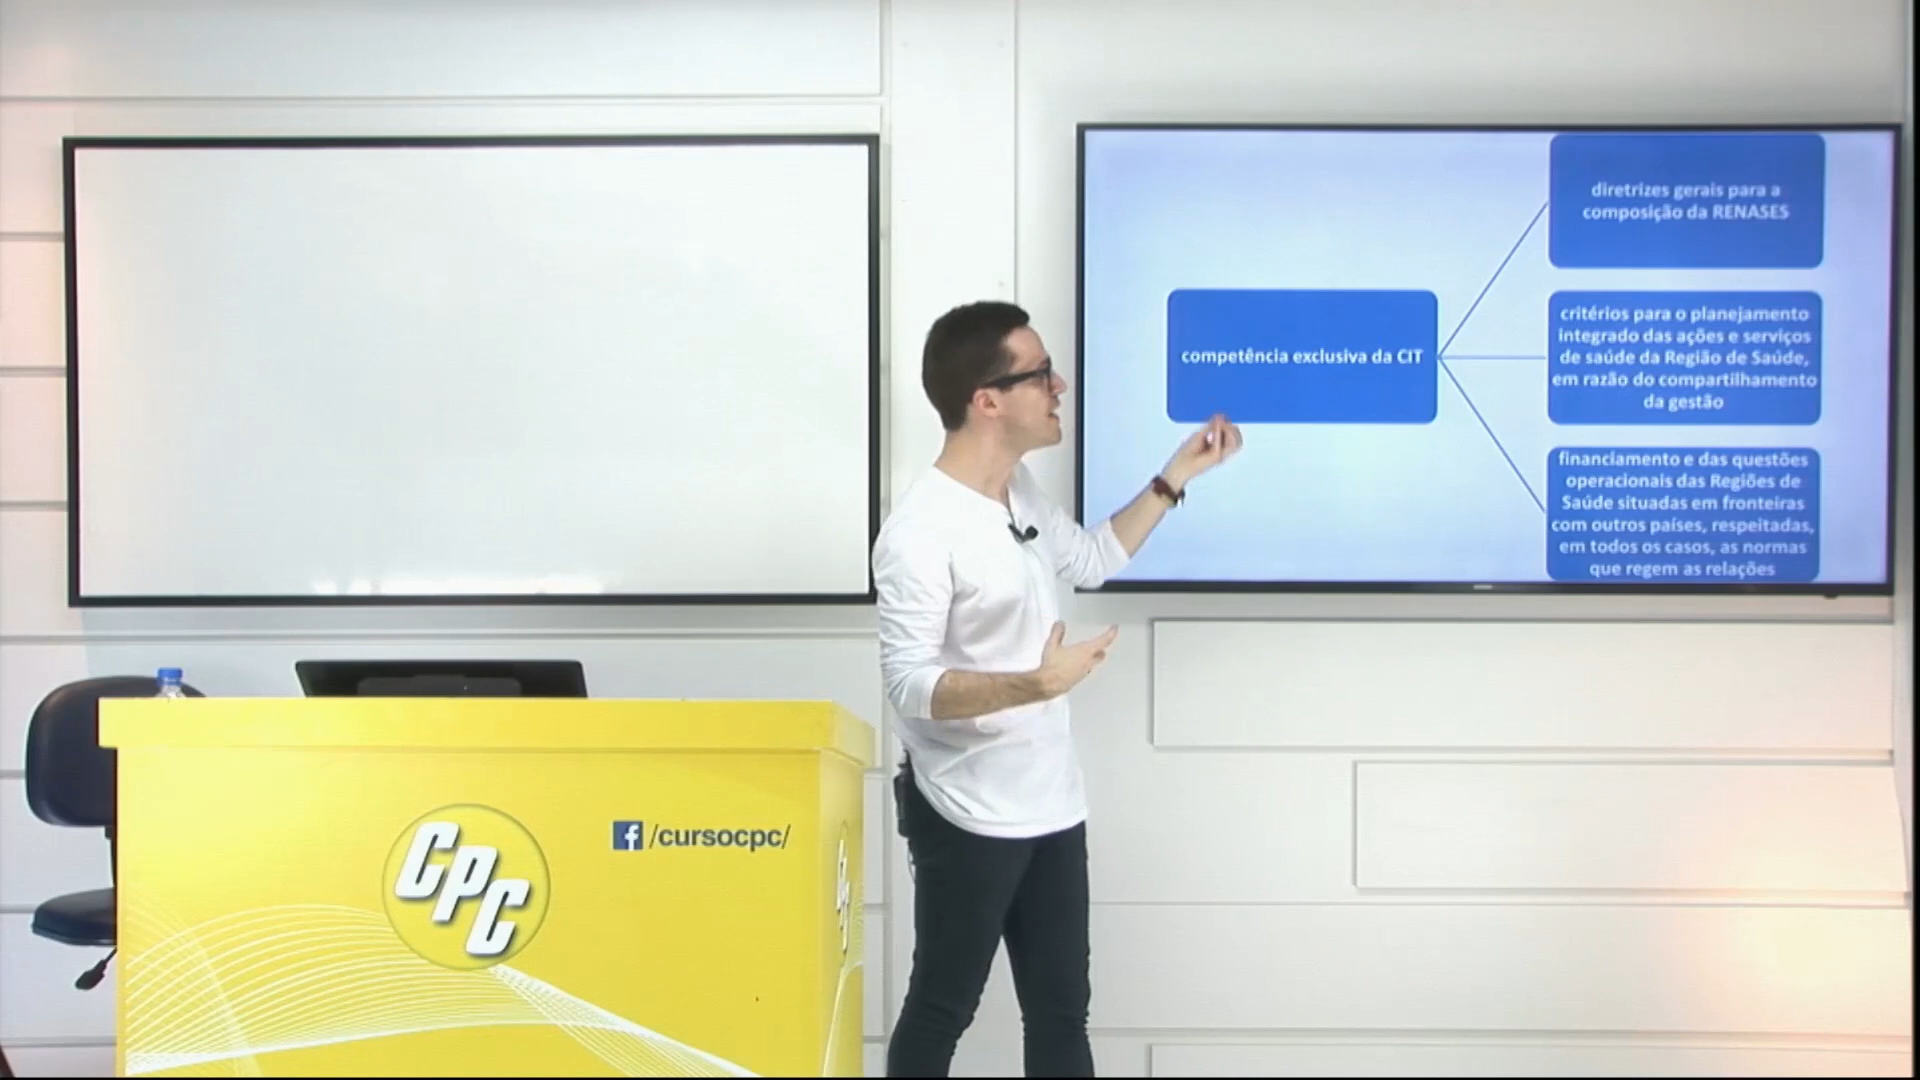 diretrizes gerais para a
composição da RENASES
competência exclusiva da CIT
critérios para o planejamento
integrado das ações e serviços
de saúde da Região de Saúde,
em razão do compartilhamento
da gestão
financiamento e das questões
operacionais das Regiões de
Saúde situadas em fronteiras
com outros países, respeitadas,
em todos os casos, as normas
que regem as relações
CPC
/cursocpc/